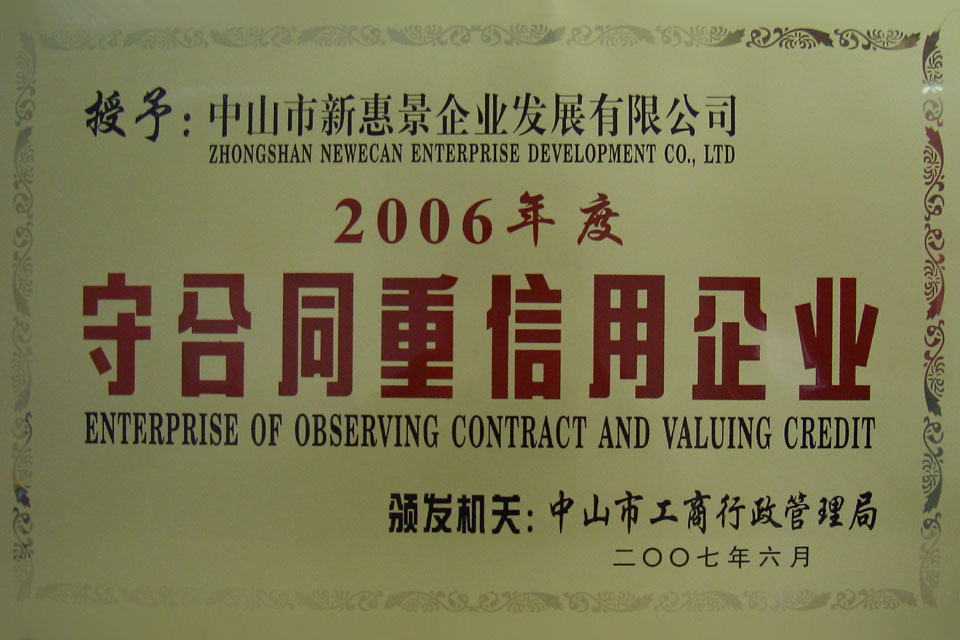 授予：中山市新惠景企业发展有限公司
ZHONGSHAN NEWECAN ENTERPRISE DEVELOPMENT CO., LTD
2006年度
守合同重信用企业
ENTERPRISE OF OBSERVING CONTRACT AND VALUING CREDIT
颁发机关：中山市工商行政管理局
二〇〇七年六月